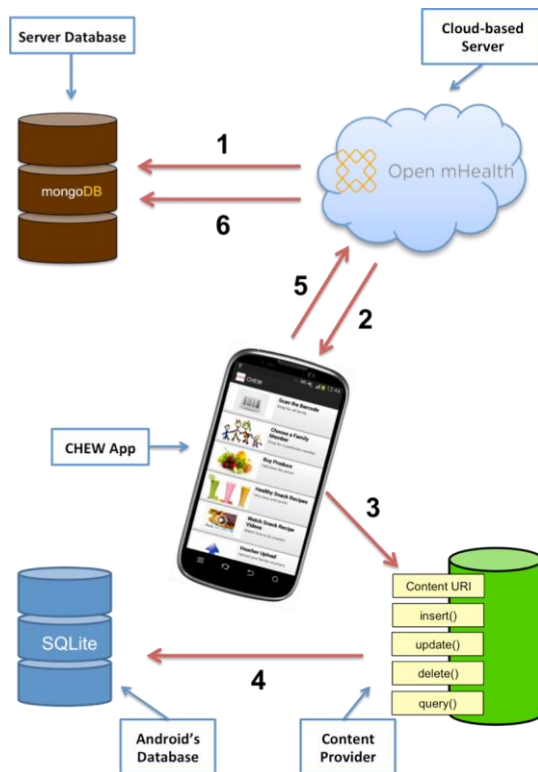 Server Database
Cloud-based
Server
1
mongoDB
Open mHealth
6
5
2
CHEW
Scan the Barcode
Choose a Family
Member
Buy Produce
CHEW App
Healthy Snack Recipes
3
Watch Snack Recipe
Videos
Voucher Upload
Content URI
insert()
SQLite
update()
delete()
4
query()
Android's
Database
Content
Provider